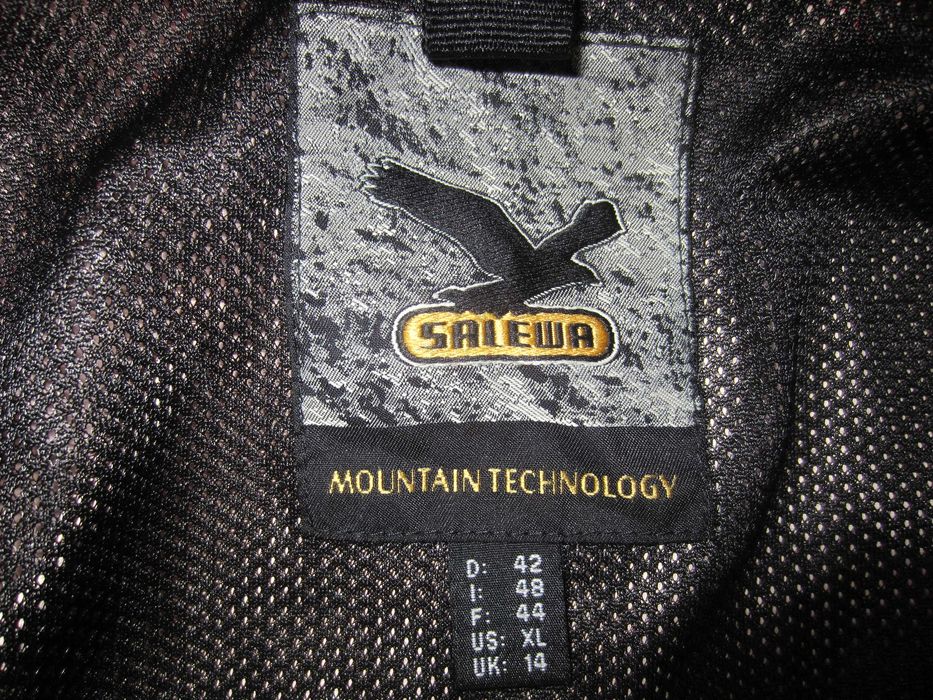 SALEWA
MOUNTAIN TECHNOLOGY
D: 42
I: 48
F: 44
US: XL
UK: 14